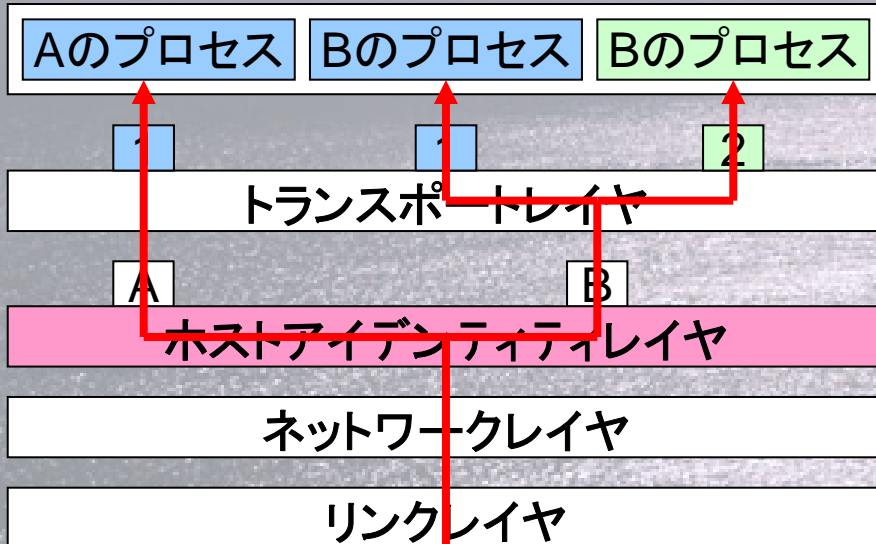 Aのプロセス Bのプロセス Bのプロセス
1 1 2
トランスポートレイヤ
A B
ホストアイデンティティレイヤ
ネットワークレイヤ
リンクレイヤ